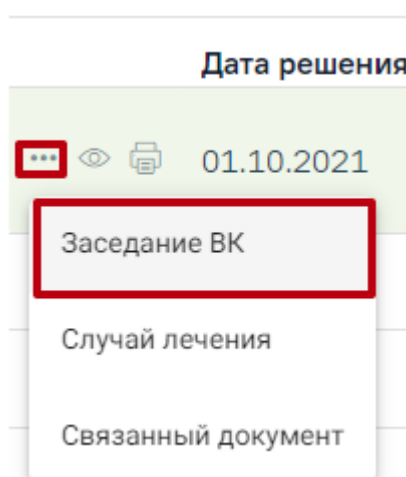 Дата решения
01.10.2021
Заседание ВК
Случай лечения
Связанный документ